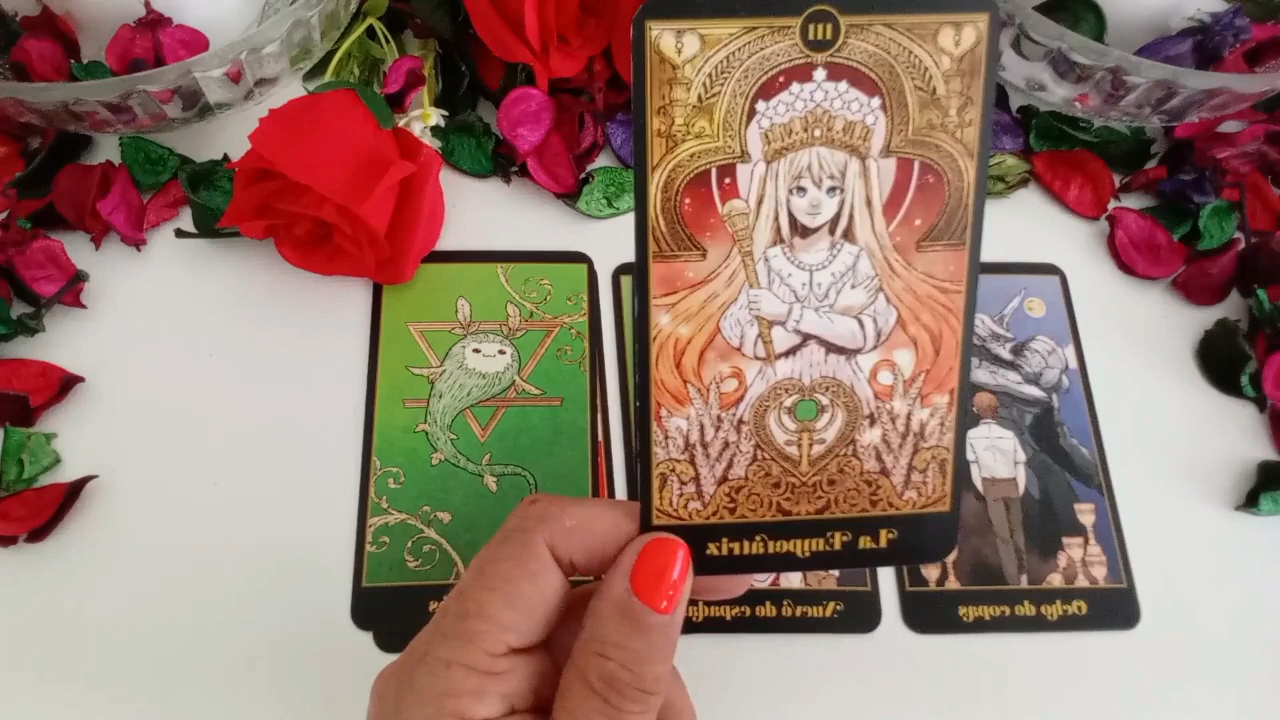 III
La Emperatriz
Nueve de espadas
Ocho de copas